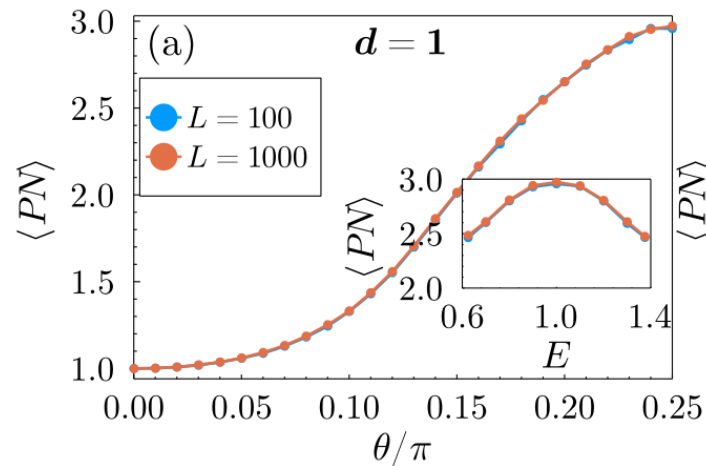 (a) d = 1
L = 100
L = 1000
⟨PN⟩
3.0
2.5
2.0
1.5
1.0
0.00 0.05 0.10 0.15 0.20 0.25
θ/π
⟨PN⟩
3.0
2.5
2.0
0.6 1.0 1.4
E
⟨PN⟩